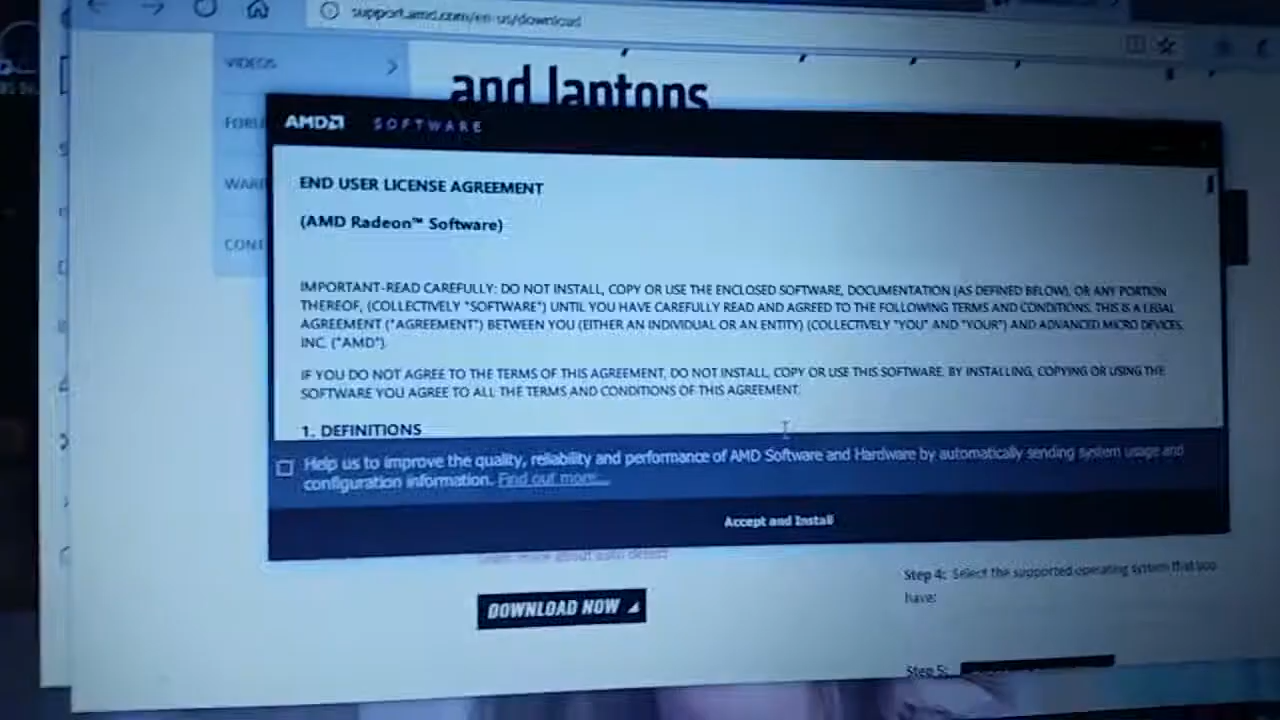 support.amd.com/en-us/download
VIDEOS
and laptops
FORU
AMD SOFTWARE
WARR
CONT
END USER LICENSE AGREEMENT
(AMD Radeon™ Software)
IMPORTANT-READ CAREFULLY: DO NOT INSTALL, COPY OR USE THE ENCLOSED SOFTWARE, DOCUMENTATION (AS DEFINED BELOW), OR ANY PORTION
THEREOF, (COLLECTIVELY "SOFTWARE") UNTIL YOU HAVE CAREFULLY READ AND AGREED TO THE FOLLOWING TERMS AND CONDITIONS. THIS IS A LEGAL
AGREEMENT ("AGREEMENT") BETWEEN YOU (EITHER AN INDIVIDUAL OR AN ENTITY) (COLLECTIVELY "YOU" AND "YOUR") AND ADVANCED MICRO DEVICES,
INC. ("AMD").
IF YOU DO NOT AGREE TO THE TERMS OF THIS AGREEMENT, DO NOT INSTALL, COPY OR USE THIS SOFTWARE. BY INSTALLING, COPYING OR USING THE
SOFTWARE YOU AGREE TO ALL THE TERMS AND CONDITIONS OF THIS AGREEMENT.
1. DEFINITIONS
Help us to improve the quality, reliability and performance of AMD Software and Hardware by automatically sending system usage and
configuration information. Find out more...
Accept and Install
Learn more about auto detect
DOWNLOAD NOW
Step 4: Select the supported operating system that you
have:
Step 5: